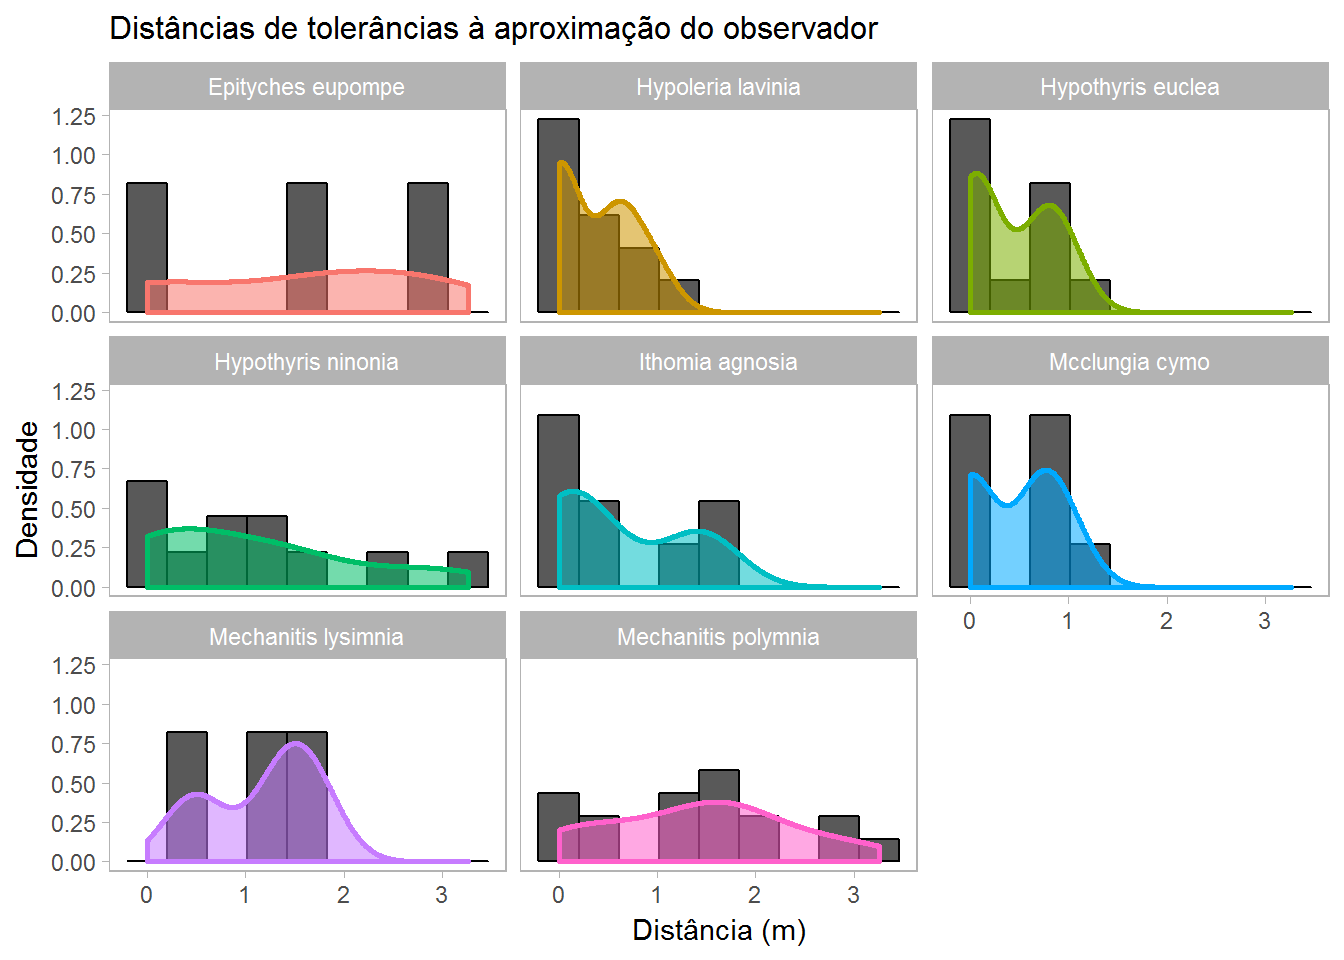 Distâncias de tolerâncias à aproximação do observador
Epityches eupompe
Hypoleria lavinia
Hypothyris euclea
1.25
1.00
0.75
0.50
0.25
0.00
Hypothyris ninonia
Ithomia agnosia
Mcclungia cymo
1.25
1.00
0.75
0.50
0.25
0.00
0 1 2 3
Mechanitis lysimnia
Mechanitis polymnia
1.25
1.00
0.75
0.50
0.25
0.00
0 1 2 3
0 1 2 3
Densidade
Distância (m)